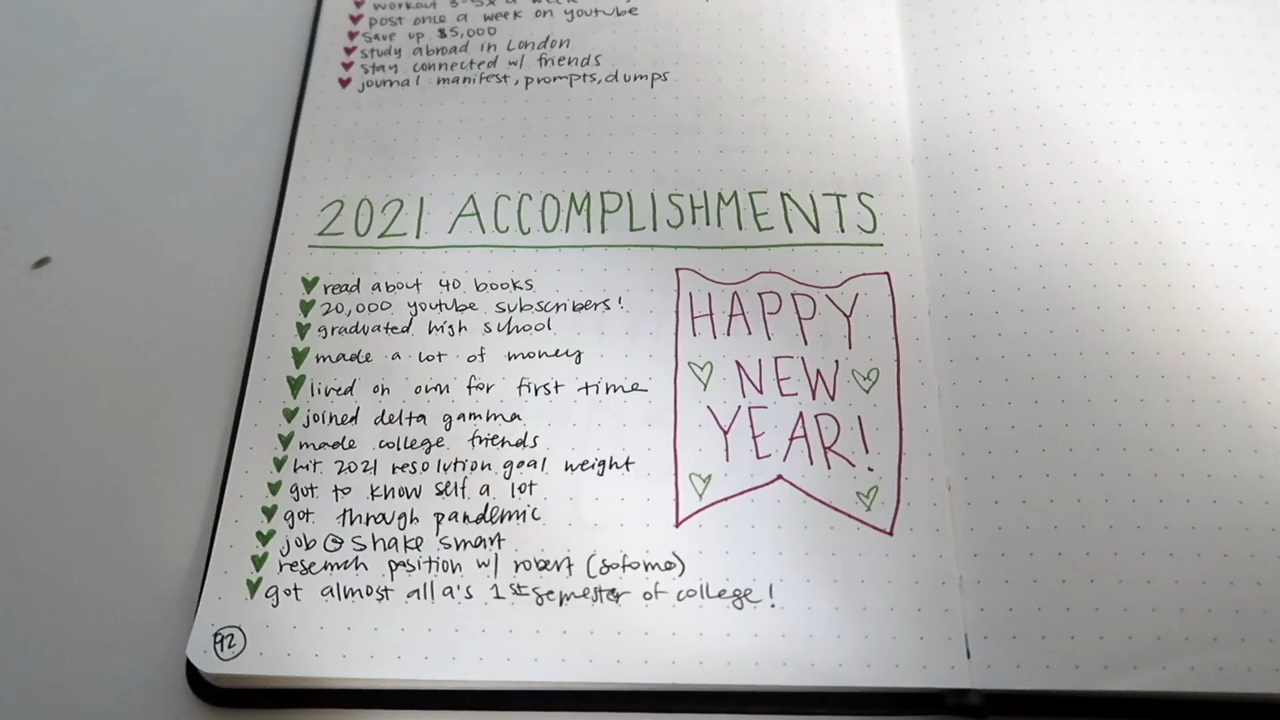 workout 3-5x a week
post once a week on youtube
save up $5,000
study abroad in London
stay connected w/ friends
journal: manifest, prompts, dumps
2021 ACCOMPLISHMENTS
read about 40 books
20,000 youtube subscribers!
graduated high school
made a lot of money
lived on own for first time
joined delta gamma
made college friends
hit 2021 resolution goal weight
got to know self a lot
got through pandemic
job @ shake smart
research position w/ robert (sofomo)
got almost all a's 1st semester of college!
HAPPY
NEW
YEAR!
92